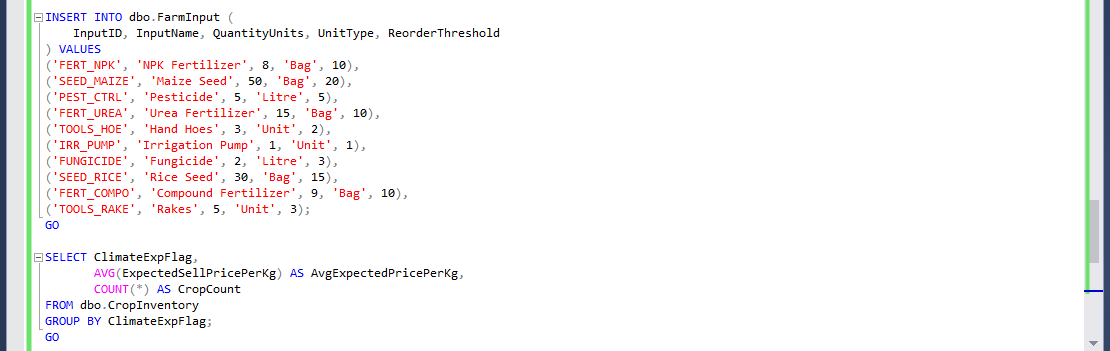 INSERT INTO dbo.FarmInput (
    InputID, InputName, QuantityUnits, UnitType, ReorderThreshold
) VALUES
('FERT_NPK', 'NPK Fertilizer', 8, 'Bag', 10),
('SEED_MAIZE', 'Maize Seed', 50, 'Bag', 20),
('PEST_CTRL', 'Pesticide', 5, 'Litre', 5),
('FERT_UREA', 'Urea Fertilizer', 15, 'Bag', 10),
('TOOLS_HOE', 'Hand Hoes', 3, 'Unit', 2),
('IRR_PUMP', 'Irrigation Pump', 1, 'Unit', 1),
('FUNGICIDE', 'Fungicide', 2, 'Litre', 3),
('SEED_RICE', 'Rice Seed', 30, 'Bag', 15),
('FERT_COMPO', 'Compound Fertilizer', 9, 'Bag', 10),
('TOOLS_RAKE', 'Rakes', 5, 'Unit', 3);
GO
SELECT ClimateExpFlag,
       AVG(ExpectedSellPricePerKg) AS AvgExpectedPricePerKg,
       COUNT(*) AS CropCount
FROM dbo.CropInventory
GROUP BY ClimateExpFlag;
GO